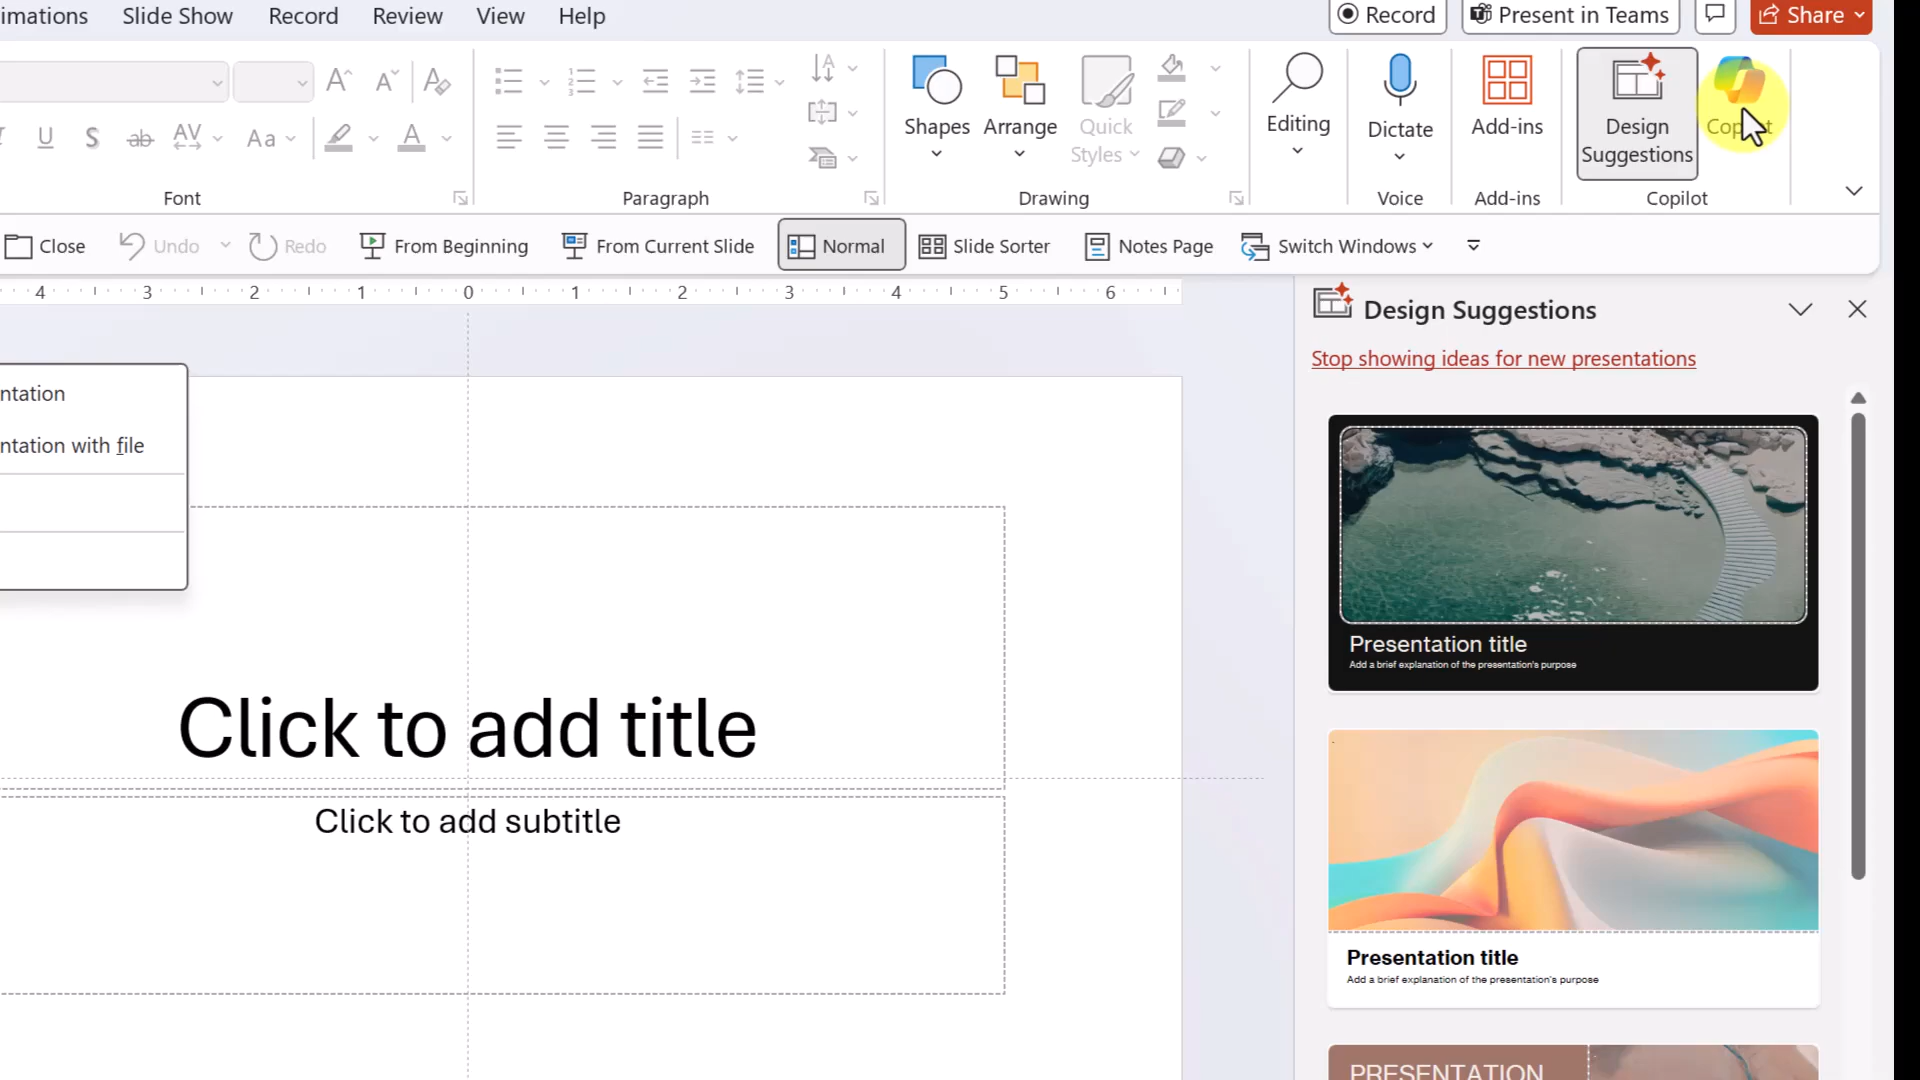 Slide Show Record Review View Help
Record Present in Teams Share
Aa
Shapes Arrange Quick Styles
Editing
Dictate
Add-ins
Design Suggestions
Font Paragraph Drawing Voice Add-ins Copilot
Close Undo Redo From Beginning From Current Slide Normal Slide Sorter Notes Page Switch Windows
4 3 2 1 0 1 2 3 4 5 6
Design Suggestions
Stop showing ideas for new presentations
ntation
ntation with file
Click to add title
Click to add subtitle
Presentation title
Add a brief explanation of the presentation's purpose
Presentation title
Add a brief explanation of the presentation's purpose
PRESENTATION